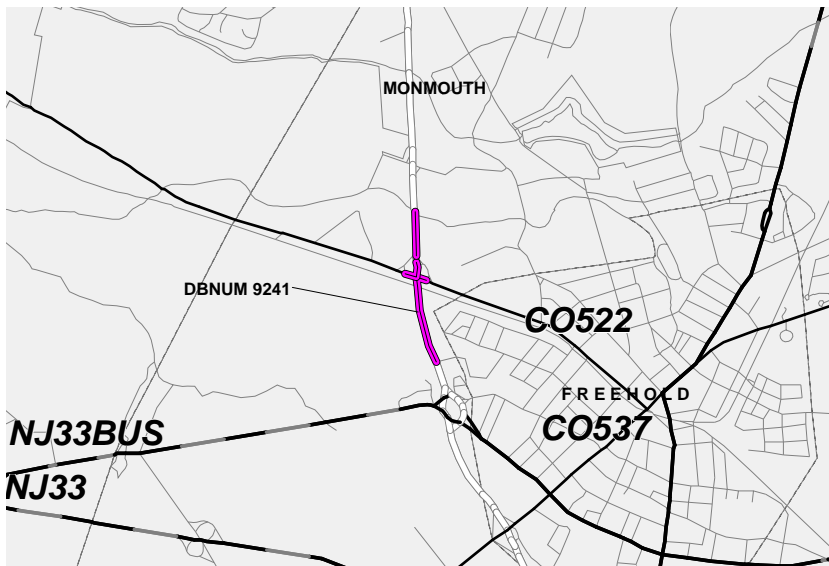 MONMOUTH
DBNUM 9241
CO522
FREEHOLD
CO537
NJ33BUS
NJ33